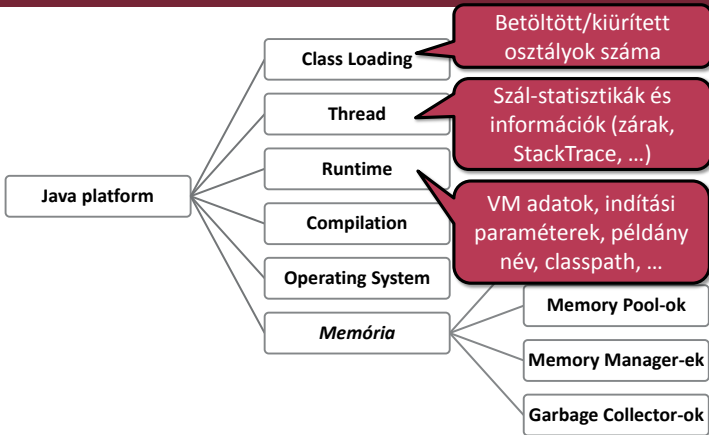 Betöltött/kiürített
osztályok száma
Class Loading
Szál-statisztikák és
információk (zárak,
StackTrace, …)
Thread
Runtime
Java platform
VM adatok, indítási
paraméterek, példány
név, classpath, …
Compilation
Operating System
Memória
Memory Pool-ok
Memory Manager-ek
Garbage Collector-ok